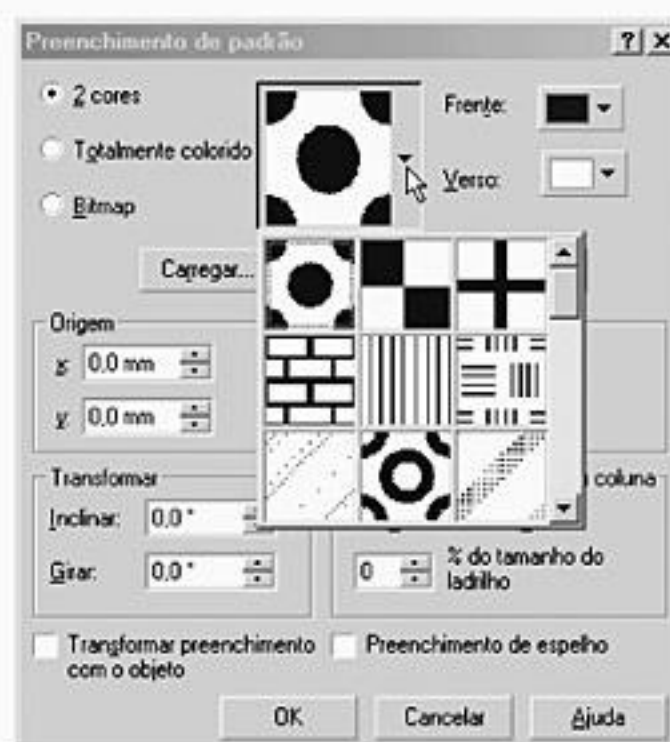 Preenchimento de padrão
2 cores
Totalmente colorido
Bitmap
Frente:
Verso:
Carregar...
Origem
x: 0,0 mm
y: 0,0 mm
Transformar
Inclinar: 0,0 °
Girar: 0,0 °
coluna
0 % do tamanho do
ladrilho
Transformar preenchimento
com o objeto
Preenchimento de espelho
OK
Cancelar
Ajuda